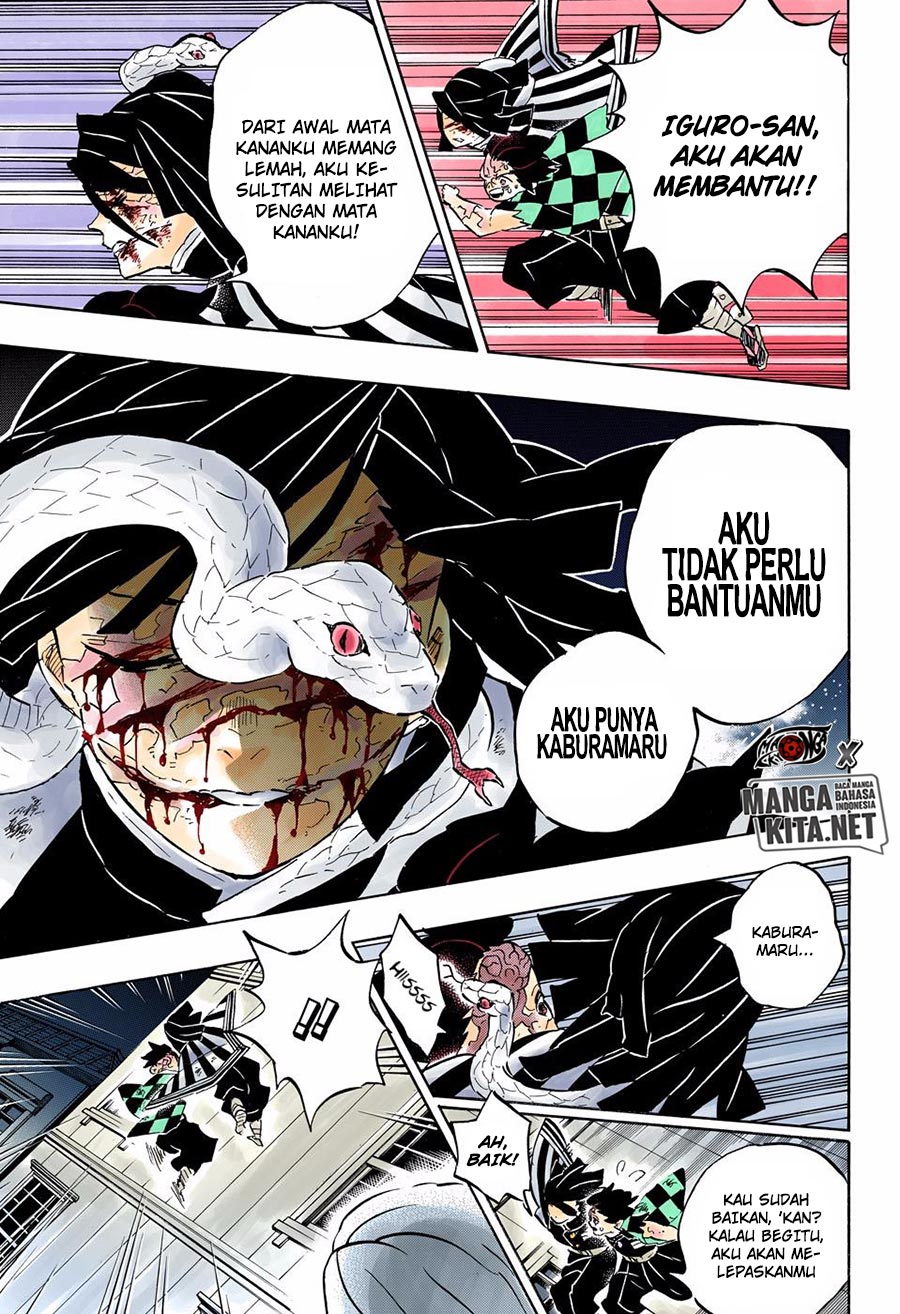 IGURO-SAN,
AKU AKAN
MEMBANTU!!
DARI AWAL MATA
KANANKU MEMANG
LEMAH, AKU KE-
SULITAN MELIHAT
DENGAN MATA
KANANKU!
AKU
TIDAK PERLU
BANTUANMU
AKU PUNYA
KABURAMARU
X
MANGA
BACA MANGA
BAHASA
INDONESIA
KITA.NET
KABURA-
MARU...
HIISSSS
!!
KAU SUDAH
BAIKAN, 'KAN?
KALAU BEGITU,
AKU AKAN ME-
LEPASKANMU
AH,
BAIK!